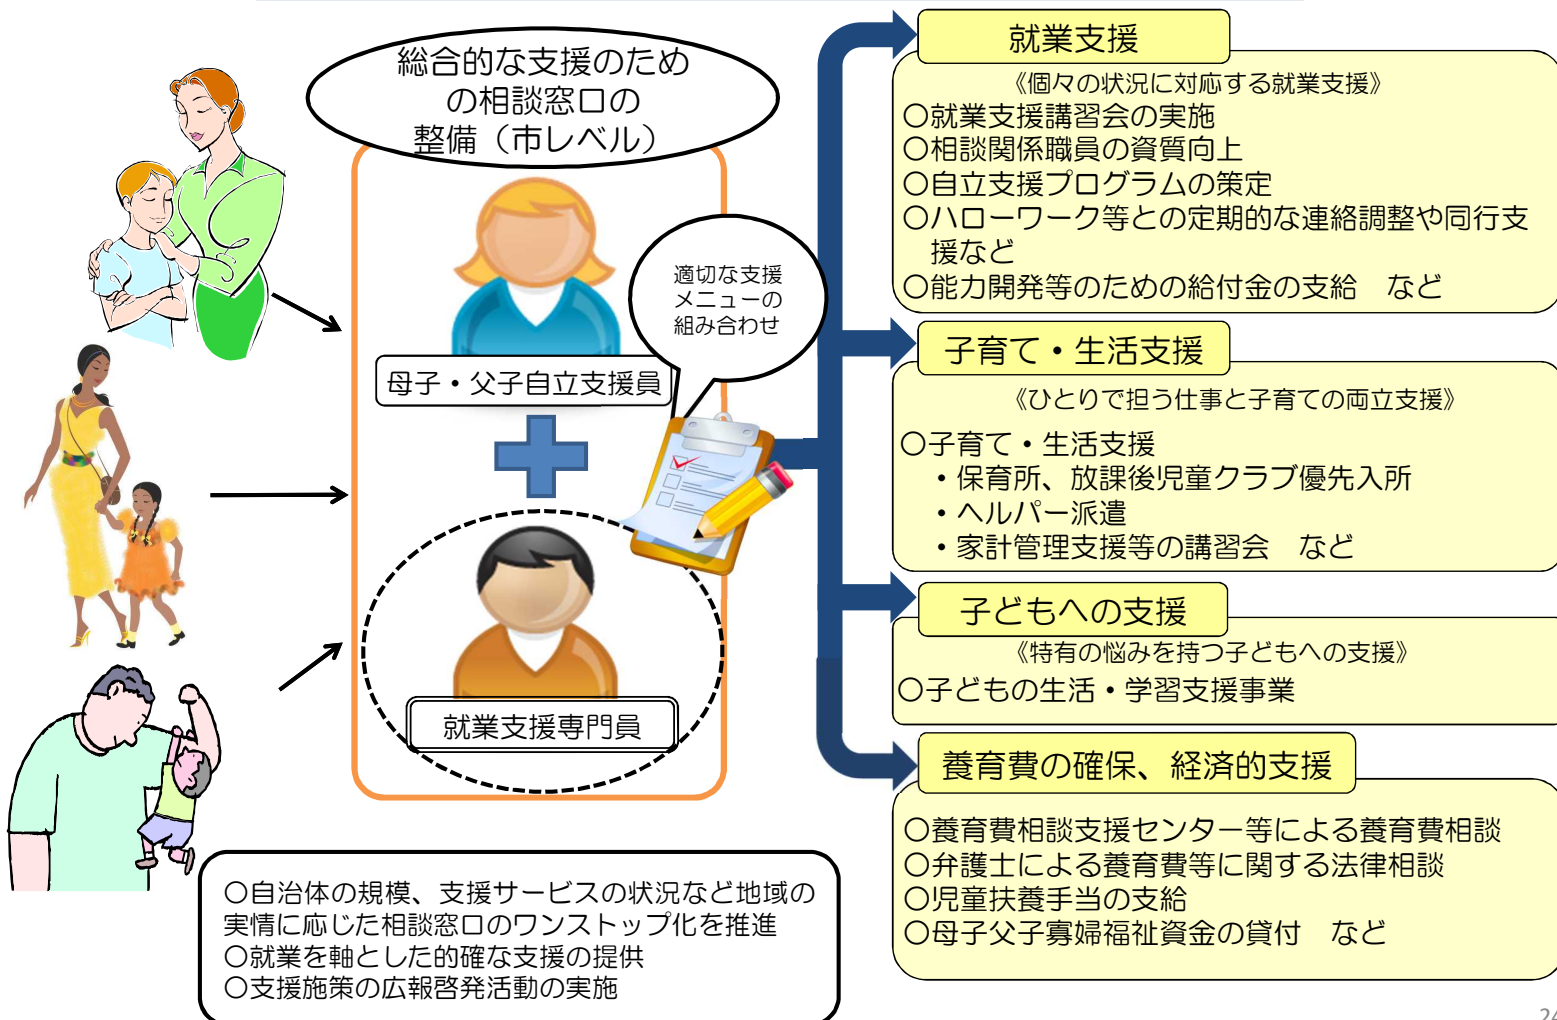 総合的な支援のため
の相談窓口の
整備（市レベル）
母子・父子自立支援員
就業支援専門員
適切な支援
メニューの
組み合わせ
就業支援
《個々の状況に対応する就業支援》
○就業支援講習会の実施
○相談関係職員の資質向上
○自立支援プログラムの策定
○ハローワーク等との定期的な連絡調整や同行支
援など
○能力開発等のための給付金の支給　など
子育て・生活支援
《ひとりで担う仕事と子育ての両立支援》
○子育て・生活支援
・保育所、放課後児童クラブ優先入所
・ヘルパー派遣
・家計管理支援等の講習会　など
子どもへの支援
《特有の悩みを持つ子どもへの支援》
○子どもの生活・学習支援事業
養育費の確保、経済的支援
○養育費相談支援センター等による養育費相談
○弁護士による養育費等に関する法律相談
○児童扶養手当の支給
○母子父子寡婦福祉資金の貸付　など
○自治体の規模、支援サービスの状況など地域の
実情に応じた相談窓口のワンストップ化を推進
○就業を軸とした的確な支援の提供
○支援施策の広報啓発活動の実施
24